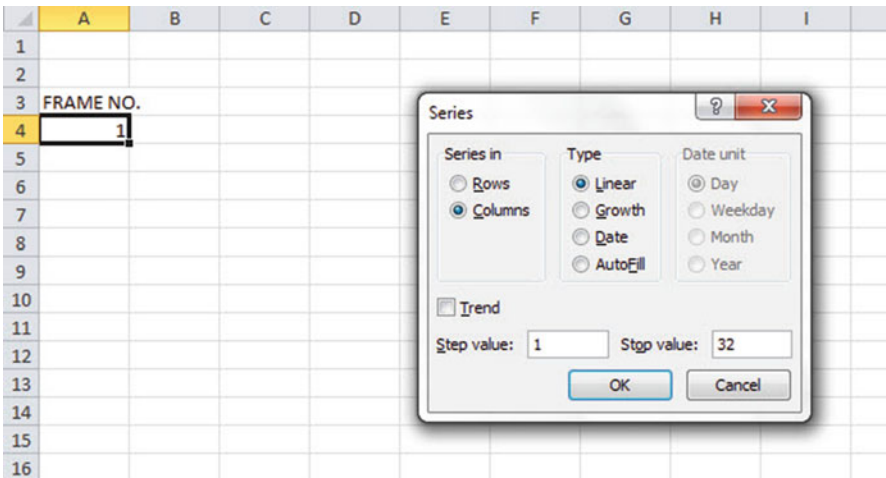 A B C D E F G H I
1
2
3 FRAME NO.
4 1
5
6
7
8
9
10
11
12
13
14
15
16
Series ?
Series in Type Date unit
Rows Linear Day
Columns Growth Weekday
Date Month
AutoFill Year
Trend
Step value: 1 Stop value: 32
OK Cancel